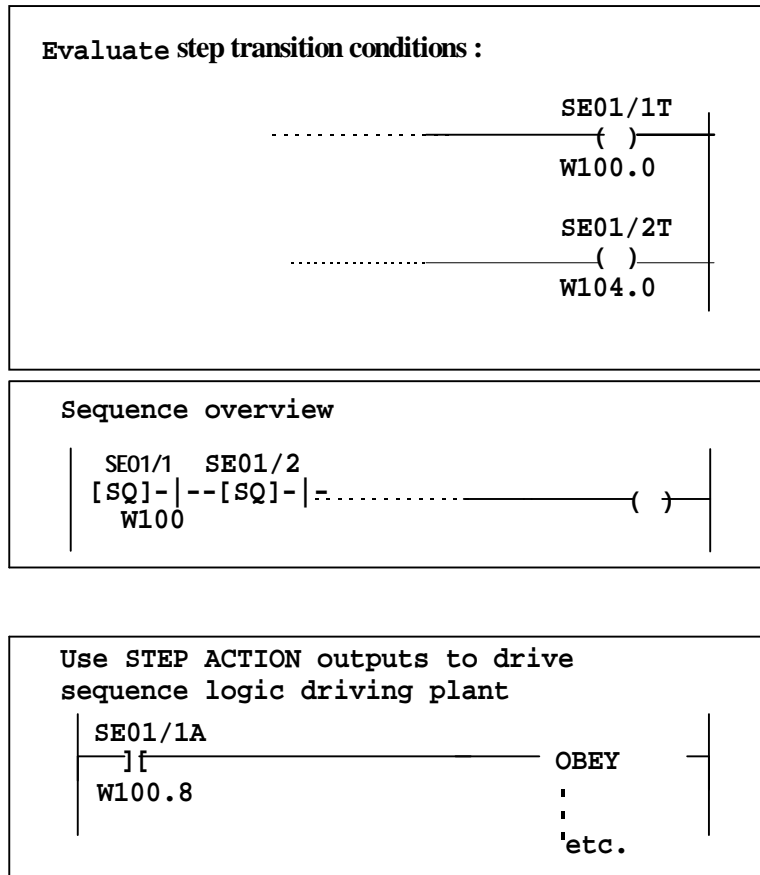 Evaluate step transition conditions :
SE01/1T
( )
W100.0
SE01/2T
( )
W104.0
Sequence overview
SE01/1 SE01/2
[SQ]-|--[SQ]-|- ( )
W100
Use STEP ACTION outputs to drive
sequence logic driving plant
SE01/1A
][ OBEY
W100.8
etc.